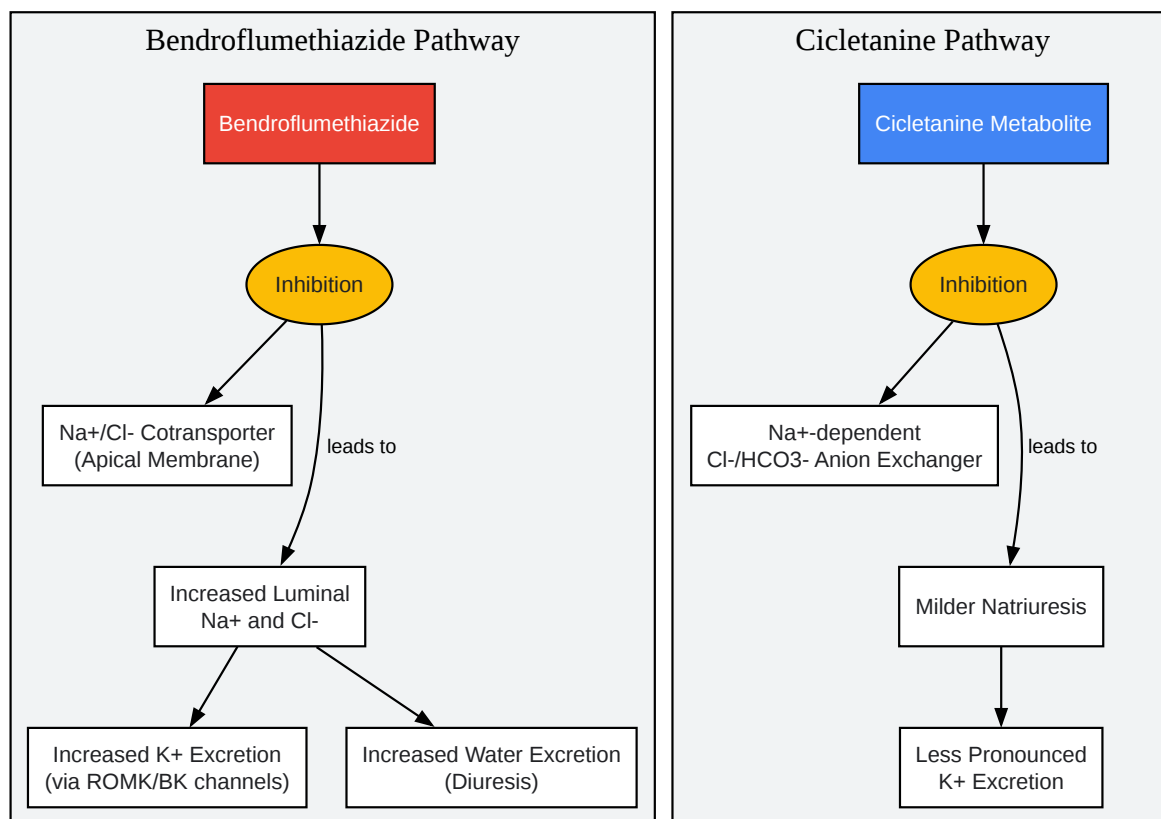 Bendroflumethiazide Pathway
Bendroflumethiazide
Inhibition
Na+/Cl- Cotransporter
(Apical Membrane)
leads to
Increased Luminal
Na+ and Cl-
Increased K+ Excretion
(via ROMK/BK channels)
Increased Water Excretion
(Diuresis)
Cicletanine Pathway
Cicletanine Metabolite
Inhibition
Na+-dependent
Cl-/HCO3- Anion Exchanger
leads to
Milder Natriuresis
Less Pronounced
K+ Excretion